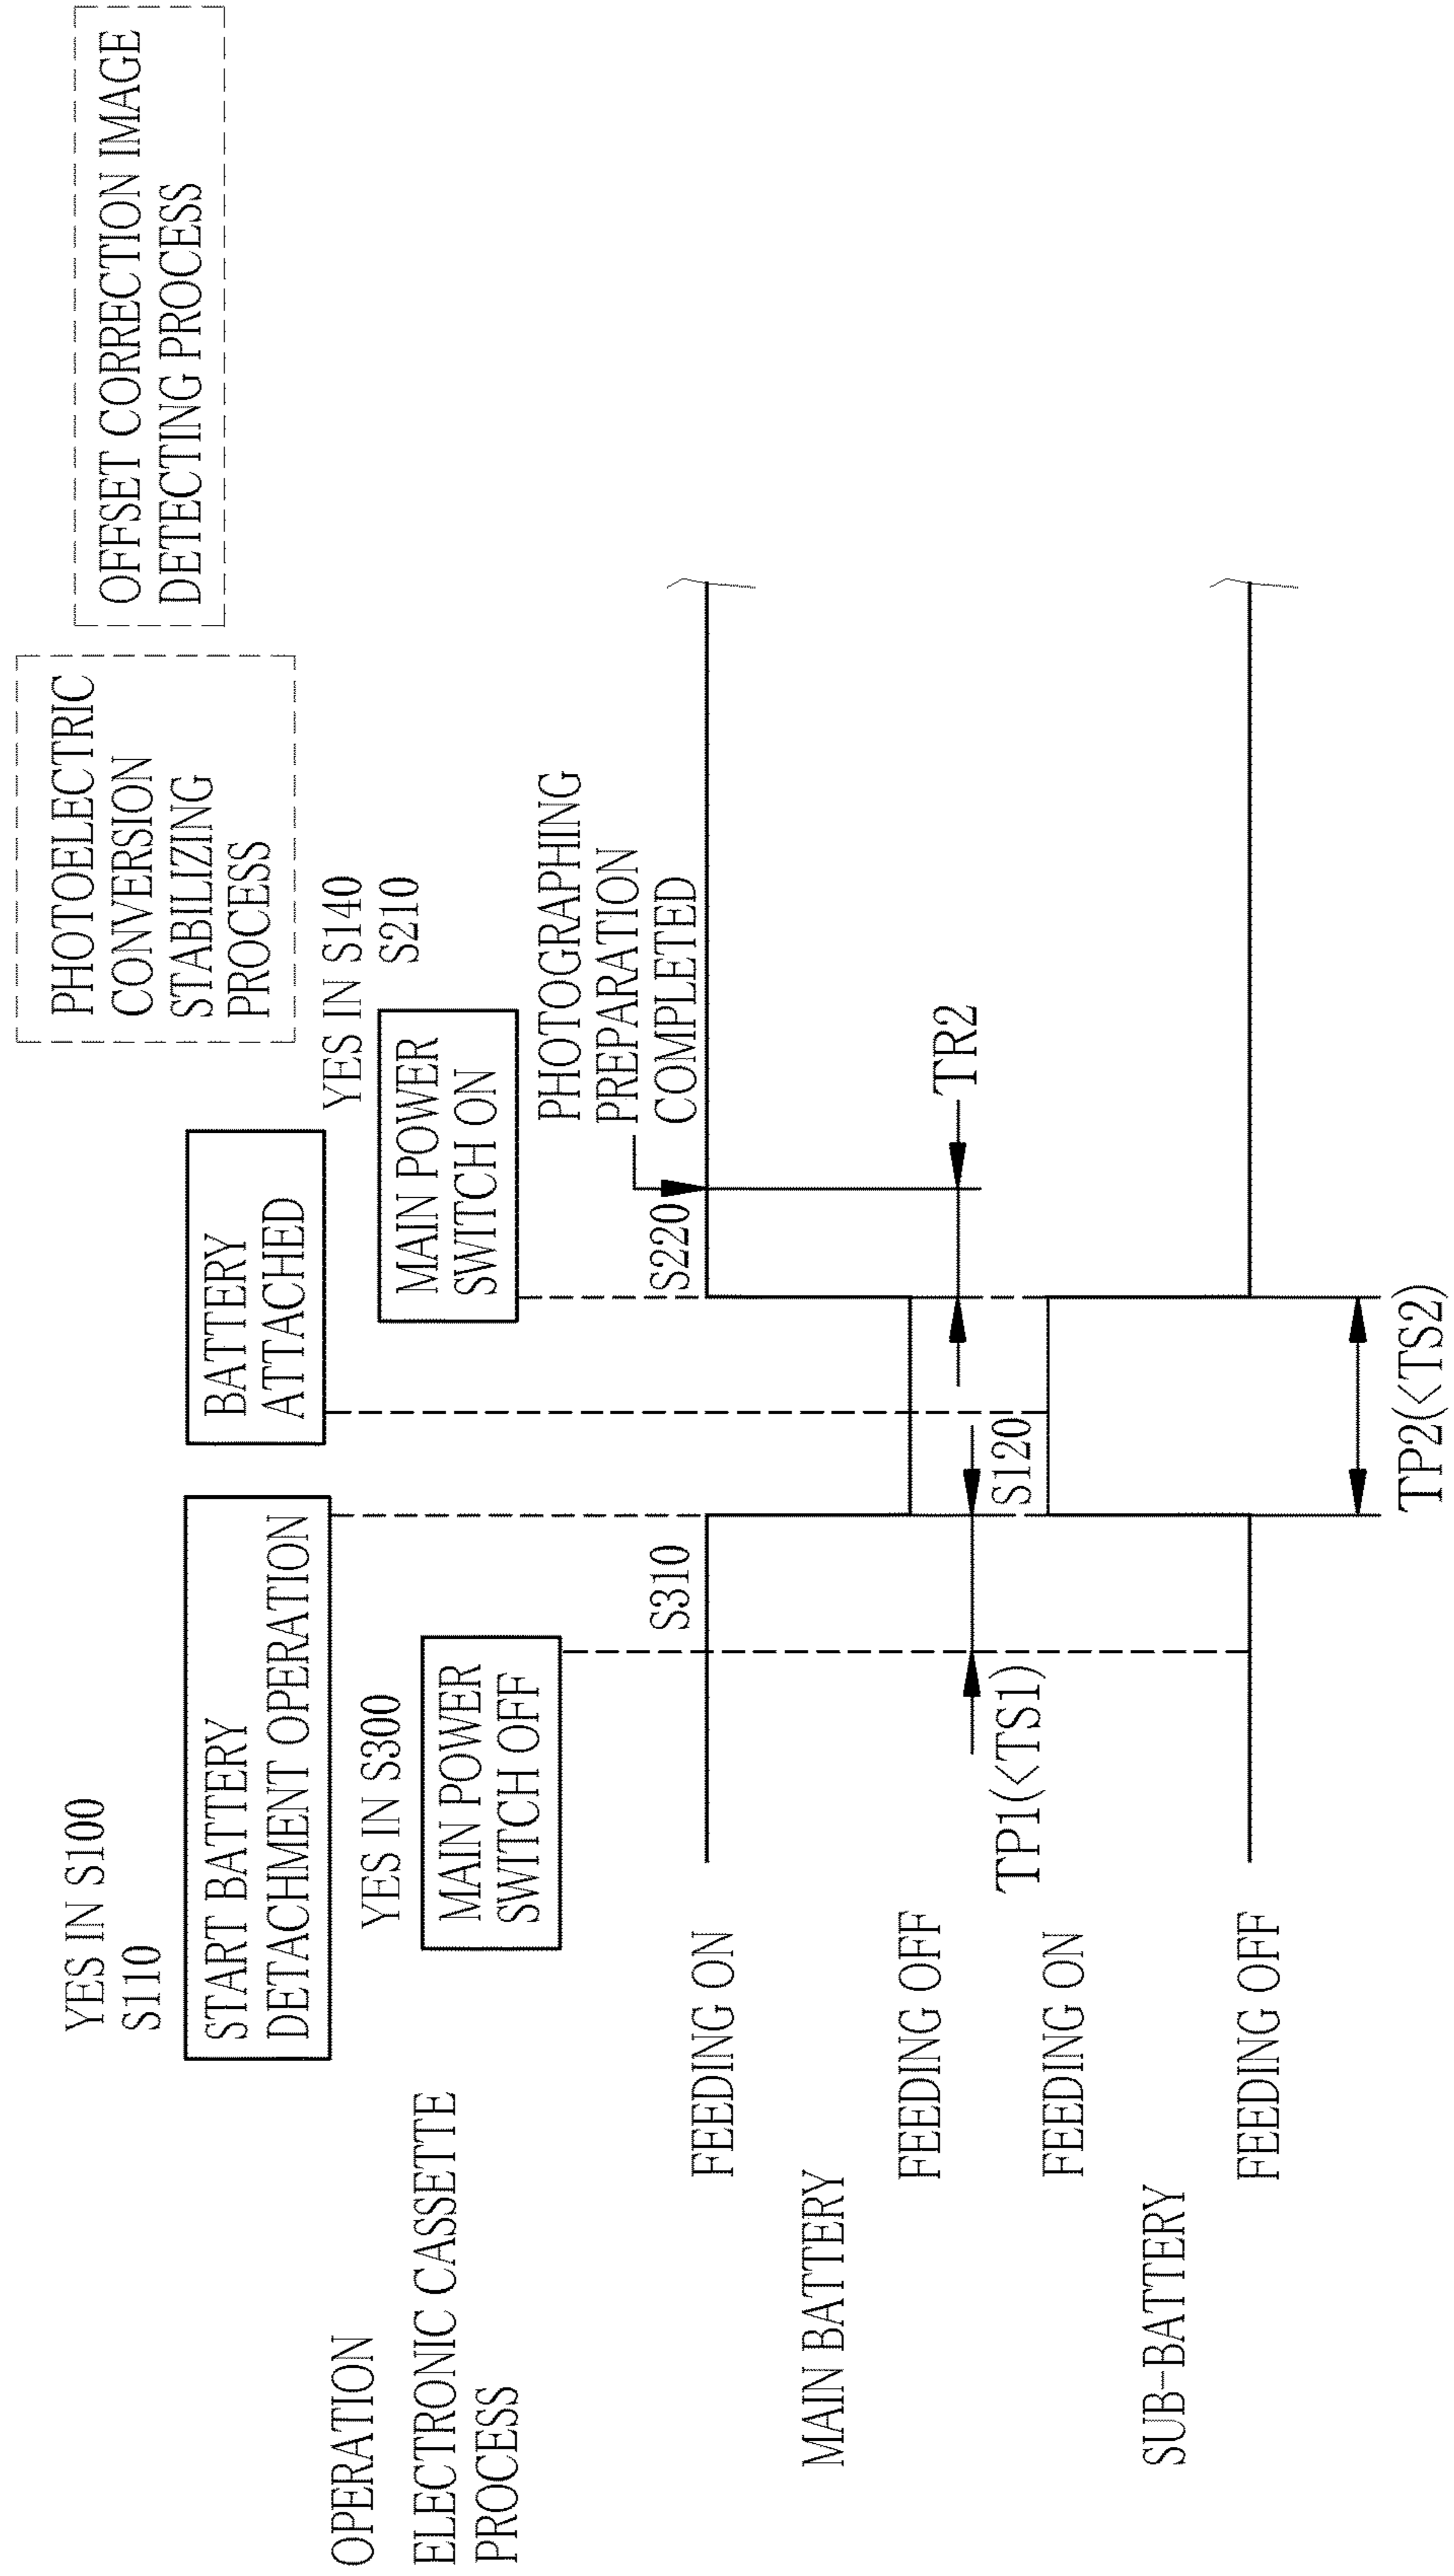 PHOTOELECTRIC
CONVERSION
STABILIZING
PROCESS
OFFSET CORRECTION IMAGE
DETECTING PROCESS
YES IN S100
S110
START BATTERY
DETACHMENT OPERATION
BATTERY
ATTACHED
YES IN S140
S210
OPERATION
YES IN S300
MAIN POWER
SWITCH OFF
MAIN POWER
SWITCH ON
ELECTRONIC CASSETTE
PROCESS
PHOTOGRAPHING
PREPARATION
COMPLETED
S310
S220
FEEDING ON
MAIN BATTERY
FEEDING OFF
TR2
TP1(<TS1)
S120
FEEDING ON
SUB-BATTERY
FEEDING OFF
TP2(<TS2)